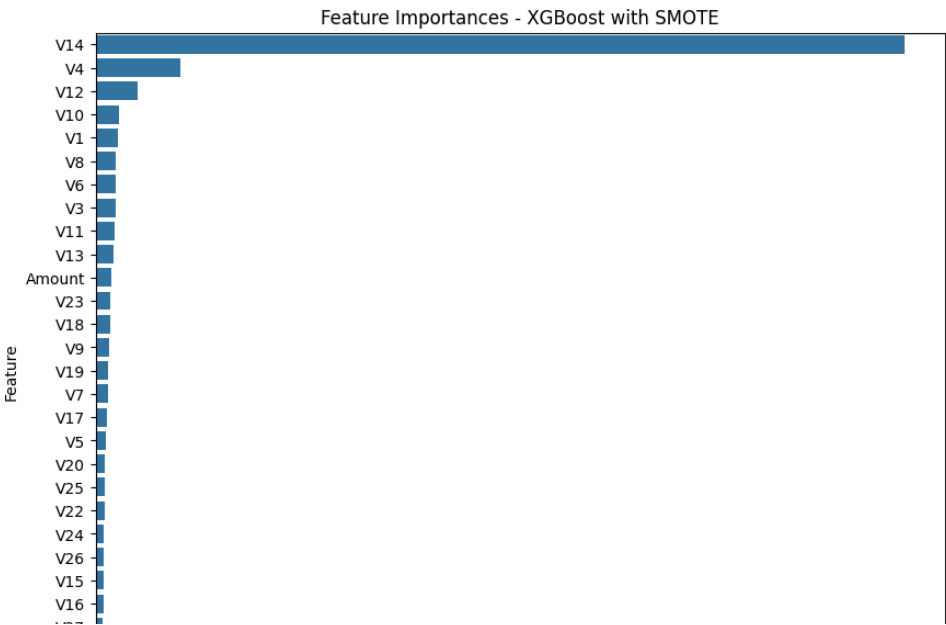 Feature Importances - XGBoost with SMOTE
V14
V4
V12
V10
V1
V8
V6
V3
V11
V13
Amount
V23
V18
V9
V19
V7
V17
V5
V20
V25
V22
V24
V26
V15
V16
V27
Feature